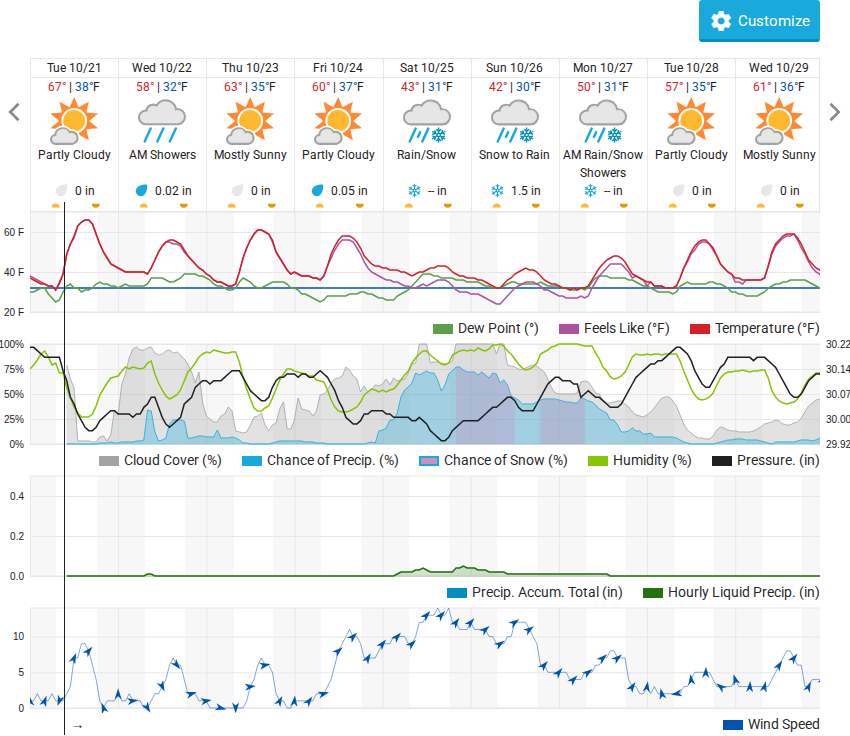 Customize
Tue 10/21 Wed 10/22 Thu 10/23 Fri 10/24 Sat 10/25 Sun 10/26 Mon 10/27 Tue 10/28 Wed 10/29
67° | 38°F 58° | 32°F 63° | 35°F 60° | 37°F 43° | 31°F 42° | 30°F 50° | 31°F 57° | 35°F 61° | 36°F
Partly Cloudy AM Showers Mostly Sunny Partly Cloudy Rain/Snow Snow to Rain AM Rain/Snow Partly Cloudy Mostly Sunny
Showers
0 in 0.02 in 0 in 0.05 in -- in 1.5 in -- in 0 in 0 in
60 F
40 F
20 F
Dew Point (°) Feels Like (°F) Temperature (°F)
100% 30.22
75% 30.14
50% 30.07
25% 30.00
0% 29.92
Cloud Cover (%) Chance of Precip. (%) Chance of Snow (%) Humidity (%) Pressure. (in)
0.4
0.2
0.0
Precip. Accum. Total (in) Hourly Liquid Precip. (in)
10
5
0
→
Wind Speed